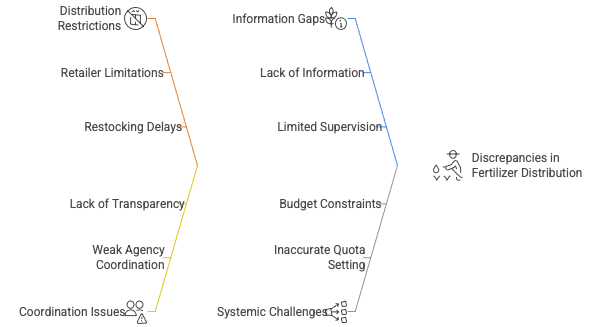 Distribution
Restrictions
Retailer Limitations
Restocking Delays
Lack of Transparency
Weak Agency
Coordination
Coordination Issues
Information Gaps
Lack of Information
Limited Supervision
Budget Constraints
Inaccurate Quota
Setting
Systemic Challenges
Discrepancies in
Fertilizer Distribution